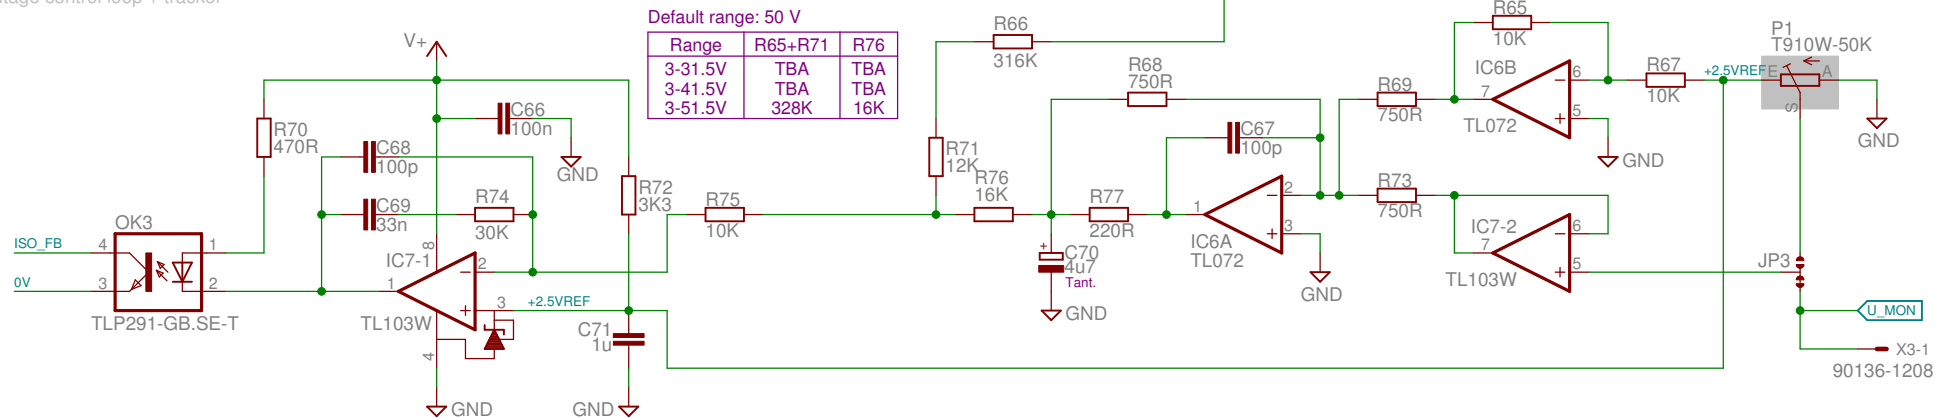 Default range: 50 V
Range R65+R71 R76
3-31.5V TBA TBA
3-41.5V TBA TBA
3-51.5V 328K 16K
V+
R70
470R
C66
100n
GND
C68
100p
C69
33n
R74
30K
OK3
ISO_FB
0V
4
3
1
2
TLP291-GB.SE-T
IC7-1
8
2
1
3
4
TL103W
+2.5VREF
GND
R72
3K3
C71
1u
GND
R75
10K
R66
316K
R71
12K
R76
16K
C70
+
4u7
Tant.
GND
R77
220R
R68
750R
C67
100p
1
2
3
IC6A
TL072
GND
R69
750R
R73
750R
R65
10K
IC6B
6
7
5
TL072
GND
R67
10K
+2.5VREF
P1
T910W-50K
E
A
S
GND
IC7-2
6
7
5
TL103W
JP3
U_MON
X3-1
90136-1208